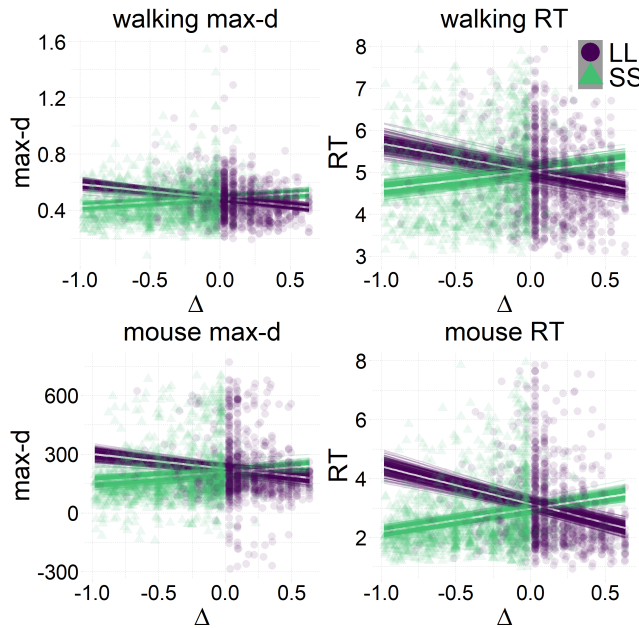 walking max-d
max-d
1.6
1.2
0.8
0.4
-1.0 -0.5 0.0 0.5
Δ
walking RT
LL
SS
RT
8
7
6
5
4
3
-1.0 -0.5 0.0 0.5
Δ
mouse max-d
max-d
600
300
0
-300
-1.0 -0.5 0.0 0.5
Δ
mouse RT
RT
8
6
4
2
-1.0 -0.5 0.0 0.5
Δ